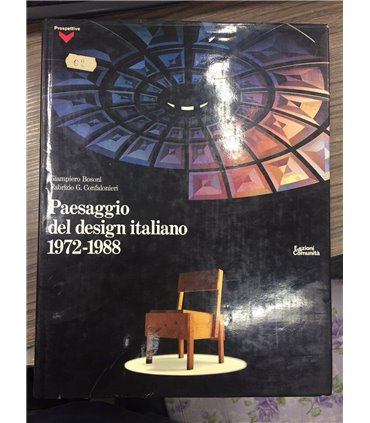 Prospettive
Giampiero Bosoni
Fabrizio G. Confalonieri
Paesaggio
del design italiano
1972-1988
Edizioni
Comunità